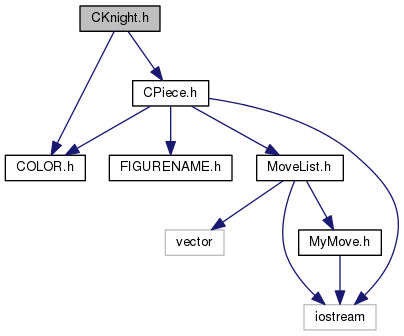 CKnight.h
CPiece.h
COLOR.h
FIGURENAME.h
MoveList.h
vector
MyMove.h
iostream